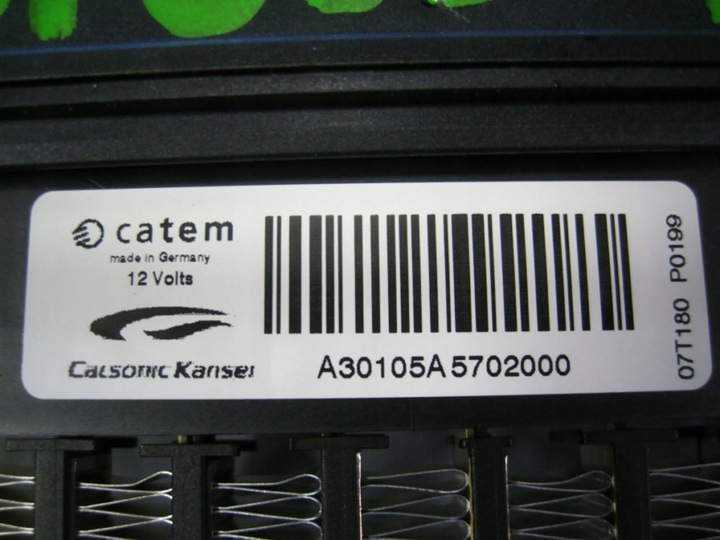 catem
made in Germany
12 Volts
Calsonic Kansei
A30105A5702000
07T180 P0199